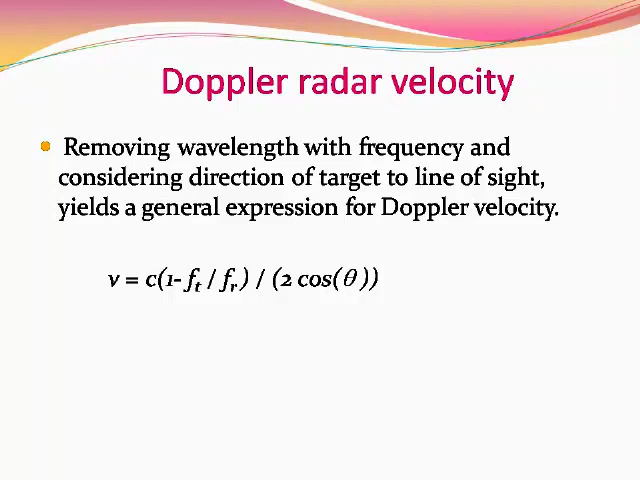 Doppler radar velocity
Removing wavelength with frequency and
considering direction of target to line of sight,
yields a general expression for Doppler velocity.
v = c(1- ft / fr ) / (2 cos(θ ))